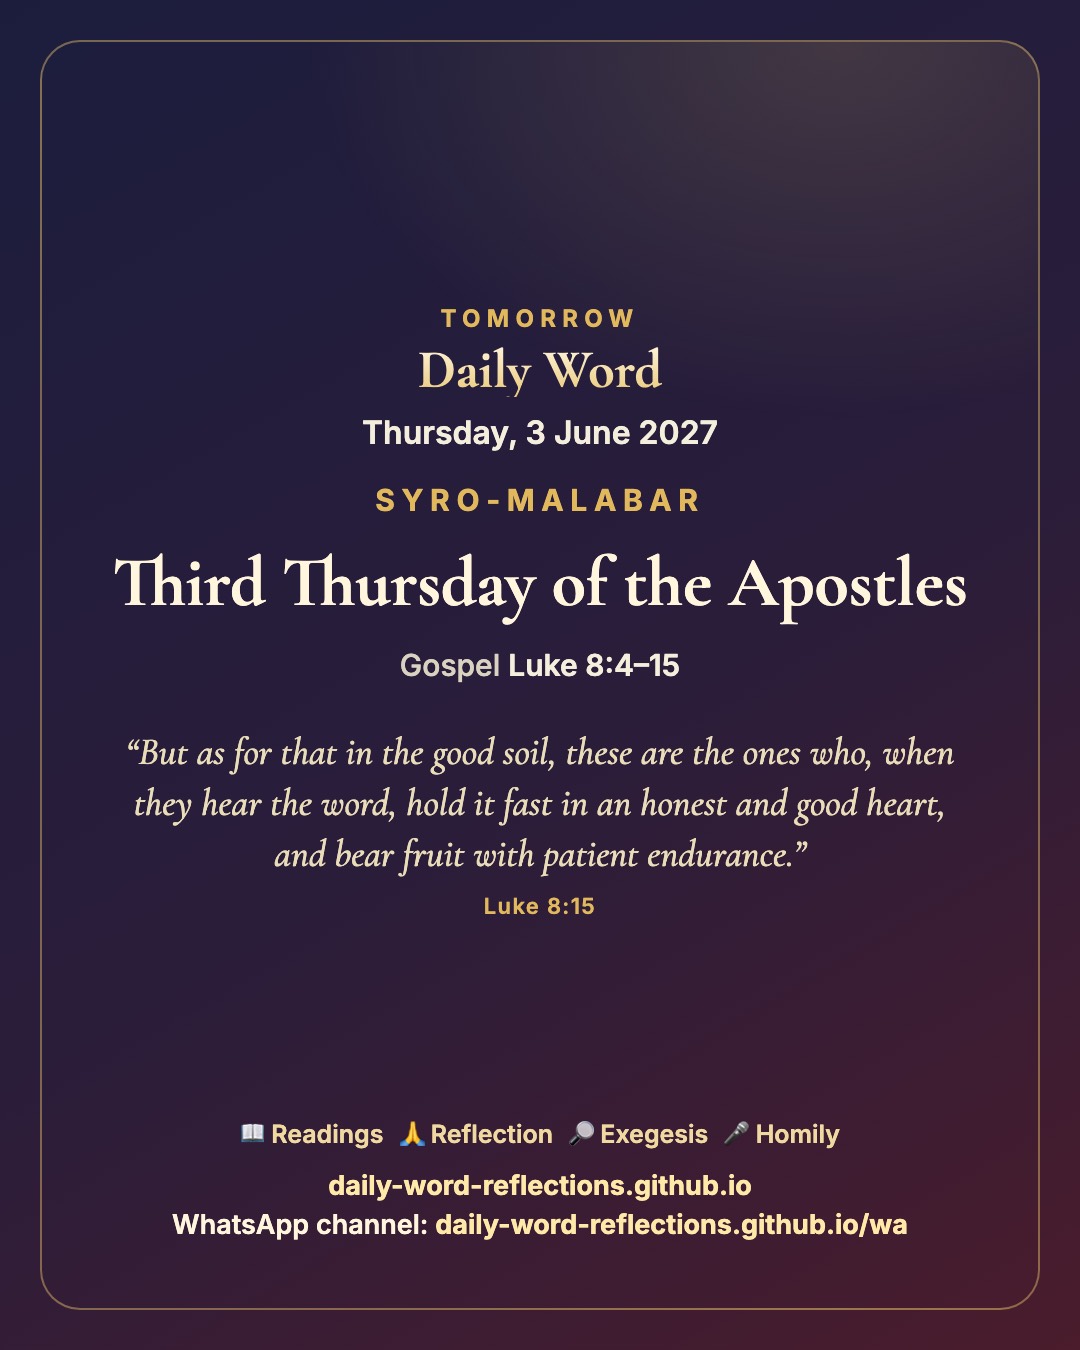 TOMORROW
Daily Word
Thursday, 3 June 2027
SYRO-MALABAR
Third Thursday of the Apostles
Gospel Luke 8:4–15
“But as for that in the good soil, these are the ones who, when
they hear the word, hold it fast in an honest and good heart,
and bear fruit with patient endurance.”
Luke 8:15
📖 Readings 🙏 Reflection 🔎 Exegesis 🎤 Homily
daily-word-reflections.github.io
WhatsApp channel: daily-word-reflections.github.io/wa